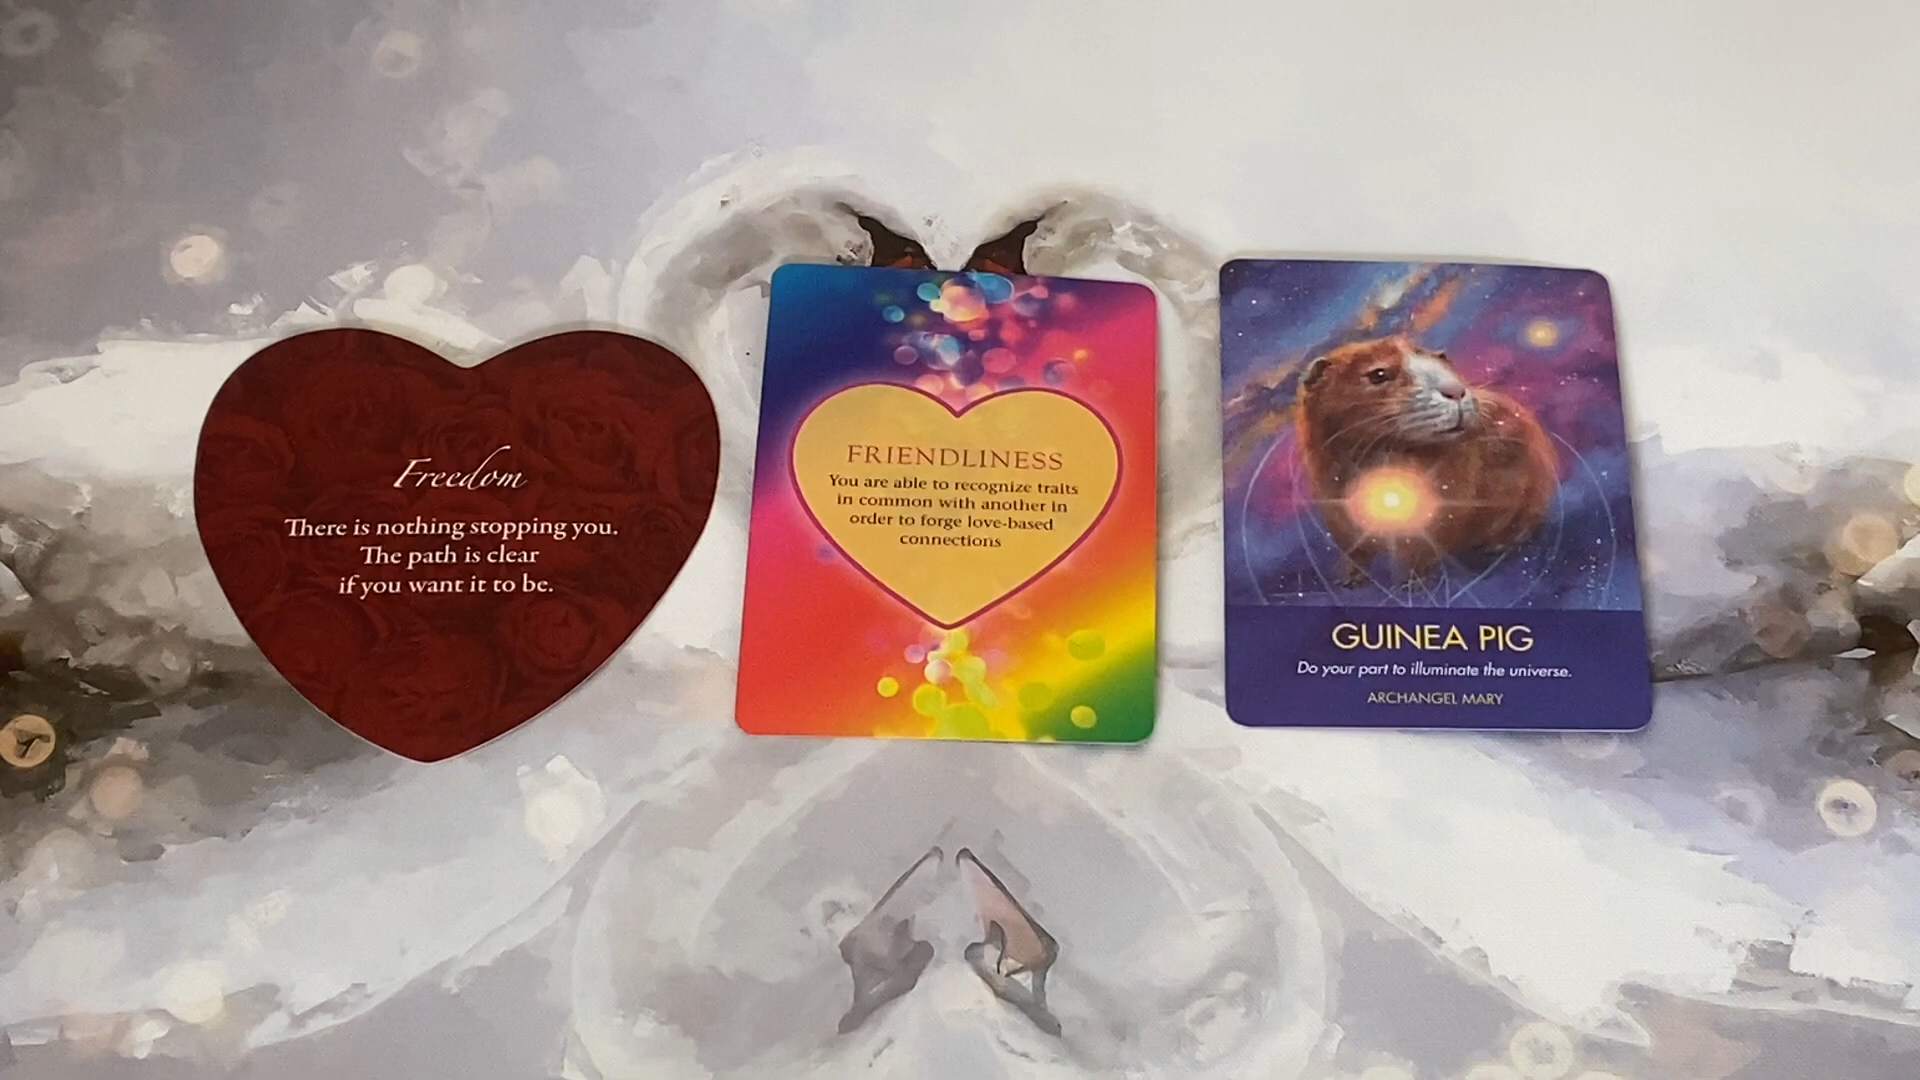 Freedom
There is nothing stopping you.
The path is clear
if you want it to be.
FRIENDLINESS
You are able to recognize traits
in common with another in
order to forge love-based
connections
GUINEA PIG
Do your part to illuminate the universe.
ARCHANGEL MARY